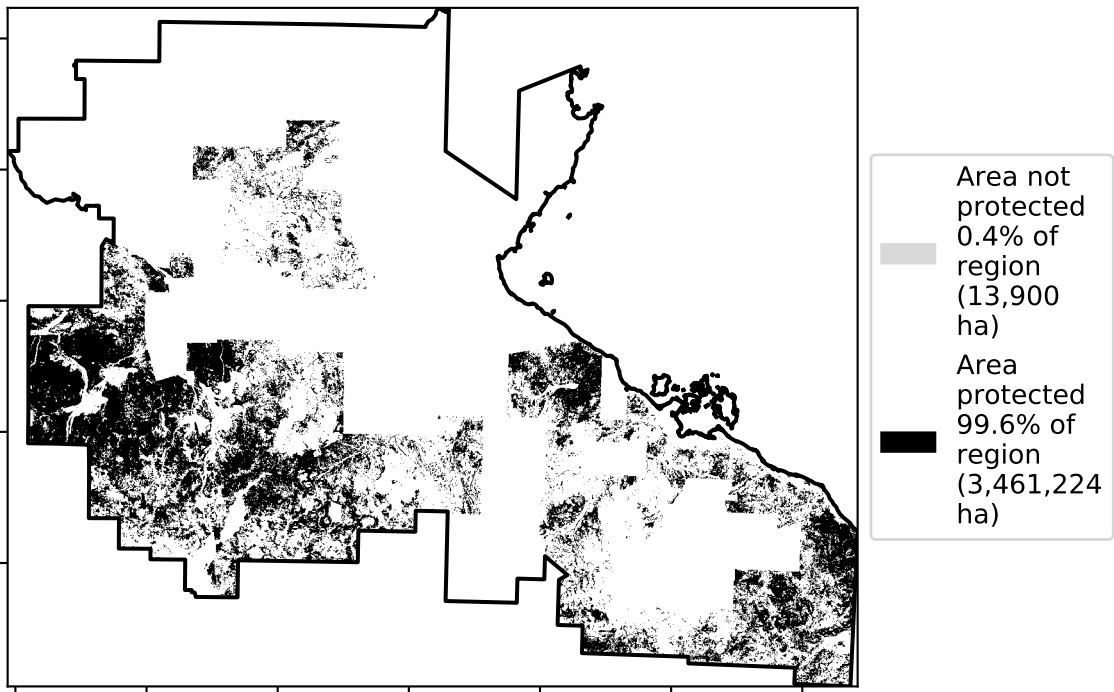 Area not
protected
0.4% of
region
(13,900
ha)
Area
protected
99.6% of
region
(3,461,224
ha)